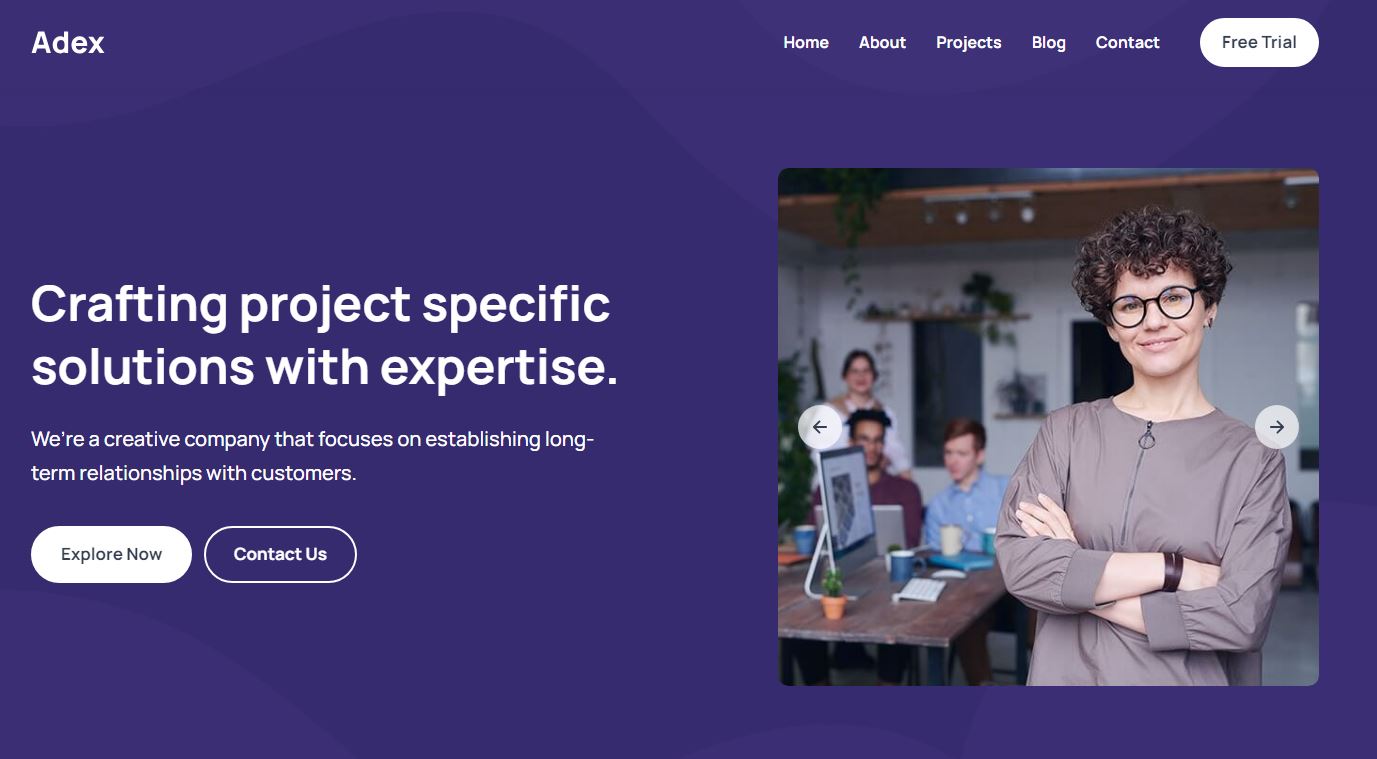 Adex
Home
About
Projects
Blog
Contact
Free Trial
Crafting project specific
solutions with expertise.
We’re a creative company that focuses on establishing long-
term relationships with customers.
Explore Now
Contact Us